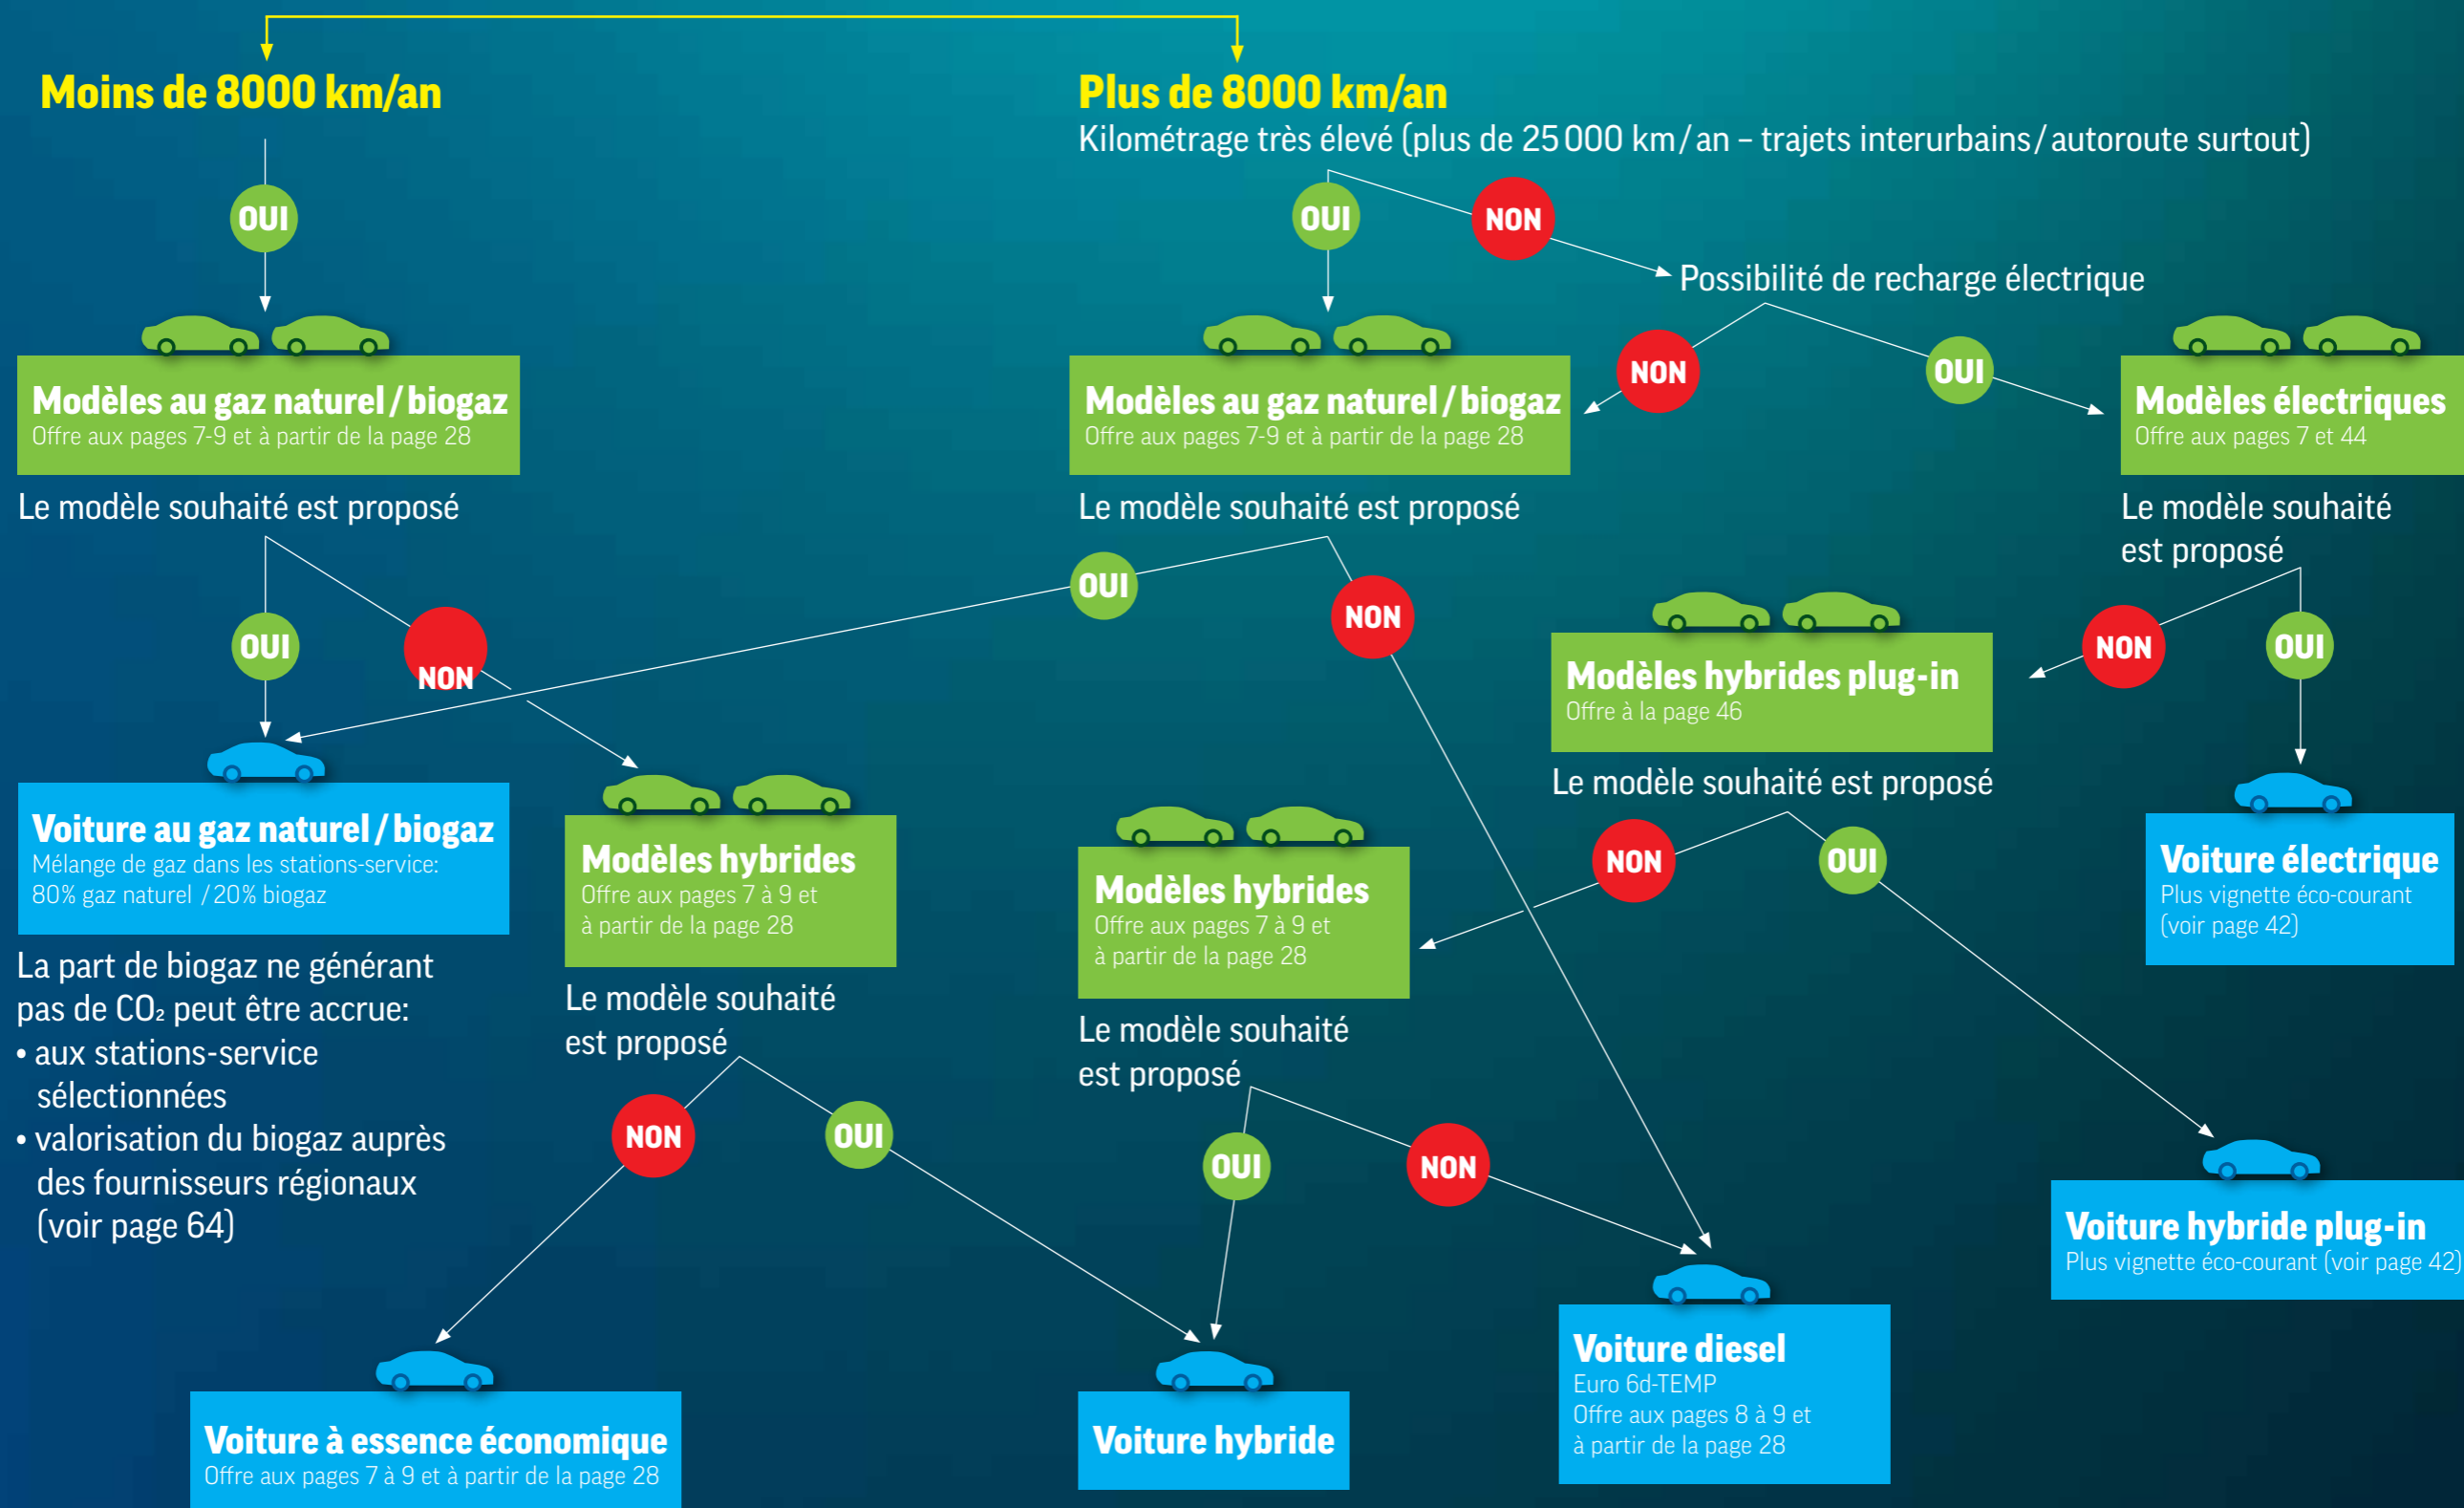 Moins de 8000 km/an
OUI
Modèles au gaz naturel / biogaz
Offre aux pages 7-9 et à partir de la page 28
Le modèle souhaité est proposé
OUI
NON
Voiture au gaz naturel / biogaz
Mélange de gaz dans les stations-service:
80% gaz naturel / 20% biogaz
La part de biogaz ne générant
pas de CO₂ peut être accrue:
• aux stations-service
sélectionnées
• valorisation du biogaz auprès
des fournisseurs régionaux
(voir page 64)
Modèles hybrides
Offre aux pages 7 à 9 et
à partir de la page 28
Le modèle souhaité
est proposé
NON
OUI
Voiture à essence économique
Offre aux pages 7 à 9 et à partir de la page 28
Plus de 8000 km/an
Kilométrage très élevé (plus de 25 000 km / an – trajets interurbains / autoroute surtout)
OUI
NON
Possibilité de recharge électrique
NON
OUI
Modèles au gaz naturel / biogaz
Offre aux pages 7-9 et à partir de la page 28
Le modèle souhaité est proposé
OUI
NON
Modèles électriques
Offre aux pages 7 et 44
Le modèle souhaité
est proposé
NON
OUI
Modèles hybrides plug-in
Offre à la page 46
Le modèle souhaité est proposé
NON
OUI
Voiture électrique
Plus vignette éco-courant
(voir page 42)
Modèles hybrides
Offre aux pages 7 à 9 et
à partir de la page 28
Le modèle souhaité
est proposé
OUI
NON
Voiture hybride plug-in
Plus vignette éco-courant (voir page 42)
Voiture hybride
Voiture diesel
Euro 6d-TEMP
Offre aux pages 8 à 9 et
à partir de la page 28